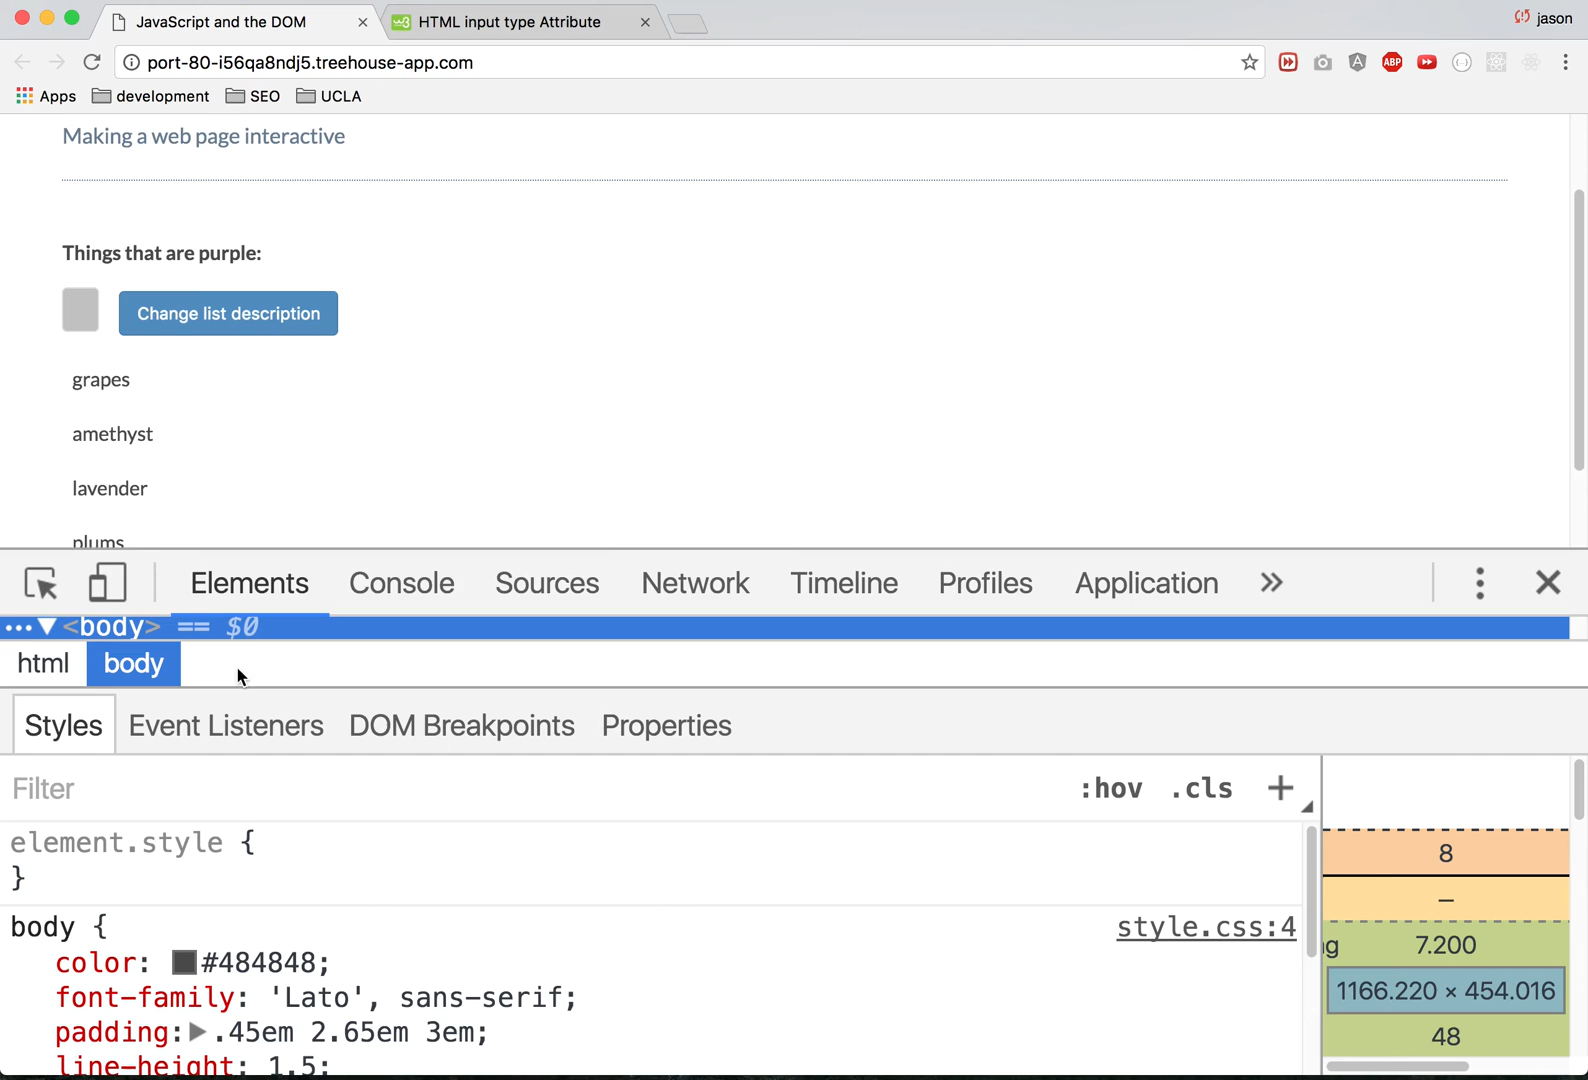 JavaScript and the DOM
HTML input type Attribute
jason
port-80-i56qa8ndj5.treehouse-app.com
ABP
Apps
development
SEO
UCLA
Making a web page interactive
Things that are purple:
Change list description
grapes
amethyst
lavender
plums
Elements Console Sources Network Timeline Profiles Application
<body> == $0
html body
Styles Event Listeners DOM Breakpoints Properties
Filter :hov .cls +
element.style {
}
body { style.css:4
color: #484848;
font-family: 'Lato', sans-serif;
padding: .45em 2.65em 3em;
line-height: 1.5;
8
–
ng 7.200
1166.220 × 454.016
48